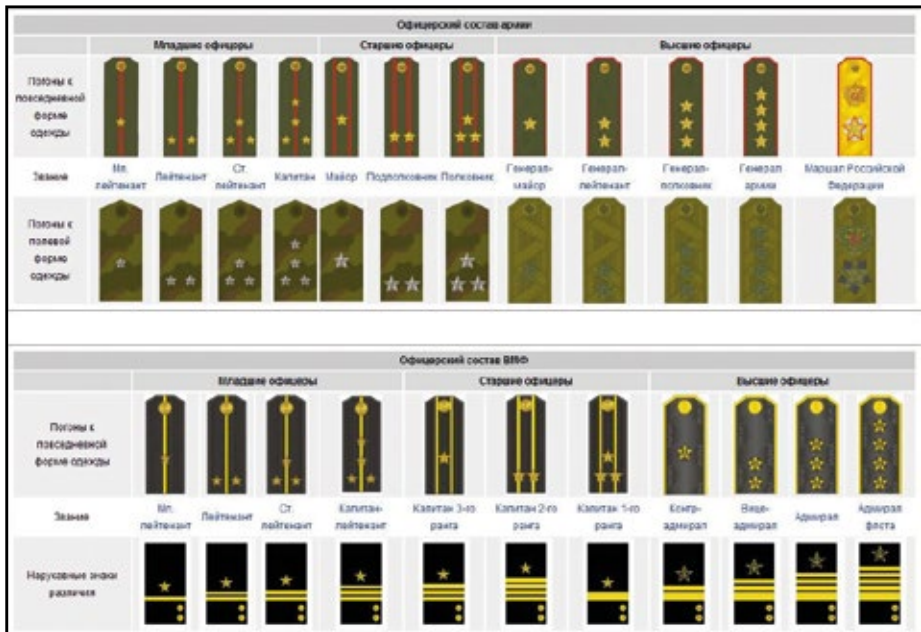 Офицерский состав армии
Младшие офицеры Старшие офицеры Высшие офицеры
Погоны к
повседневной
форме
одежды
Звание
Мл.
лейтенант
Лейтенант
Ст.
лейтенант
Капитан
Майор
Подполковник
Полковник
Генерал-
майор
Генерал-
лейтенант
Генерал-
полковник
Генерал
армии
Маршал Российской
Федерации
Погоны к
полевой
форме
одежды
Офицерский состав ВМФ
Младшие офицеры Старшие офицеры Высшие офицеры
Погоны к
повседневной
форме одежды
Звание
Мл.
лейтенант
Лейтенант
Ст.
лейтенант
Капитан-
лейтенант
Капитан 3-го
ранга
Капитан 2-го
ранга
Капитан 1-го
ранга
Контр-
адмирал
Вице-
адмирал
Адмирал
Адмирал
флота
Нарукавные знаки
различия